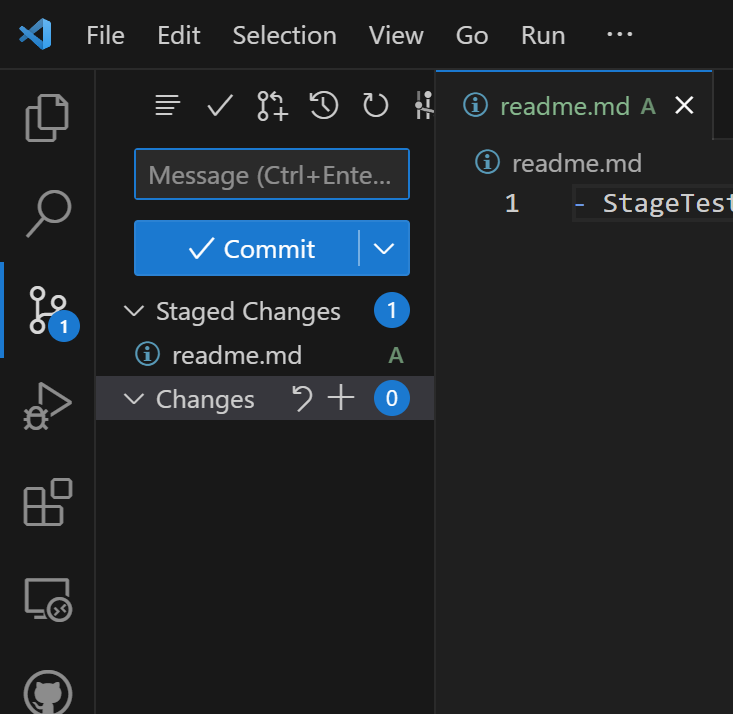 File Edit Selection View Go Run ...
readme.md A
Message (Ctrl+Ente...
readme.md
Commit
1 - StageTest
Staged Changes 1
1
readme.md A
Changes 0